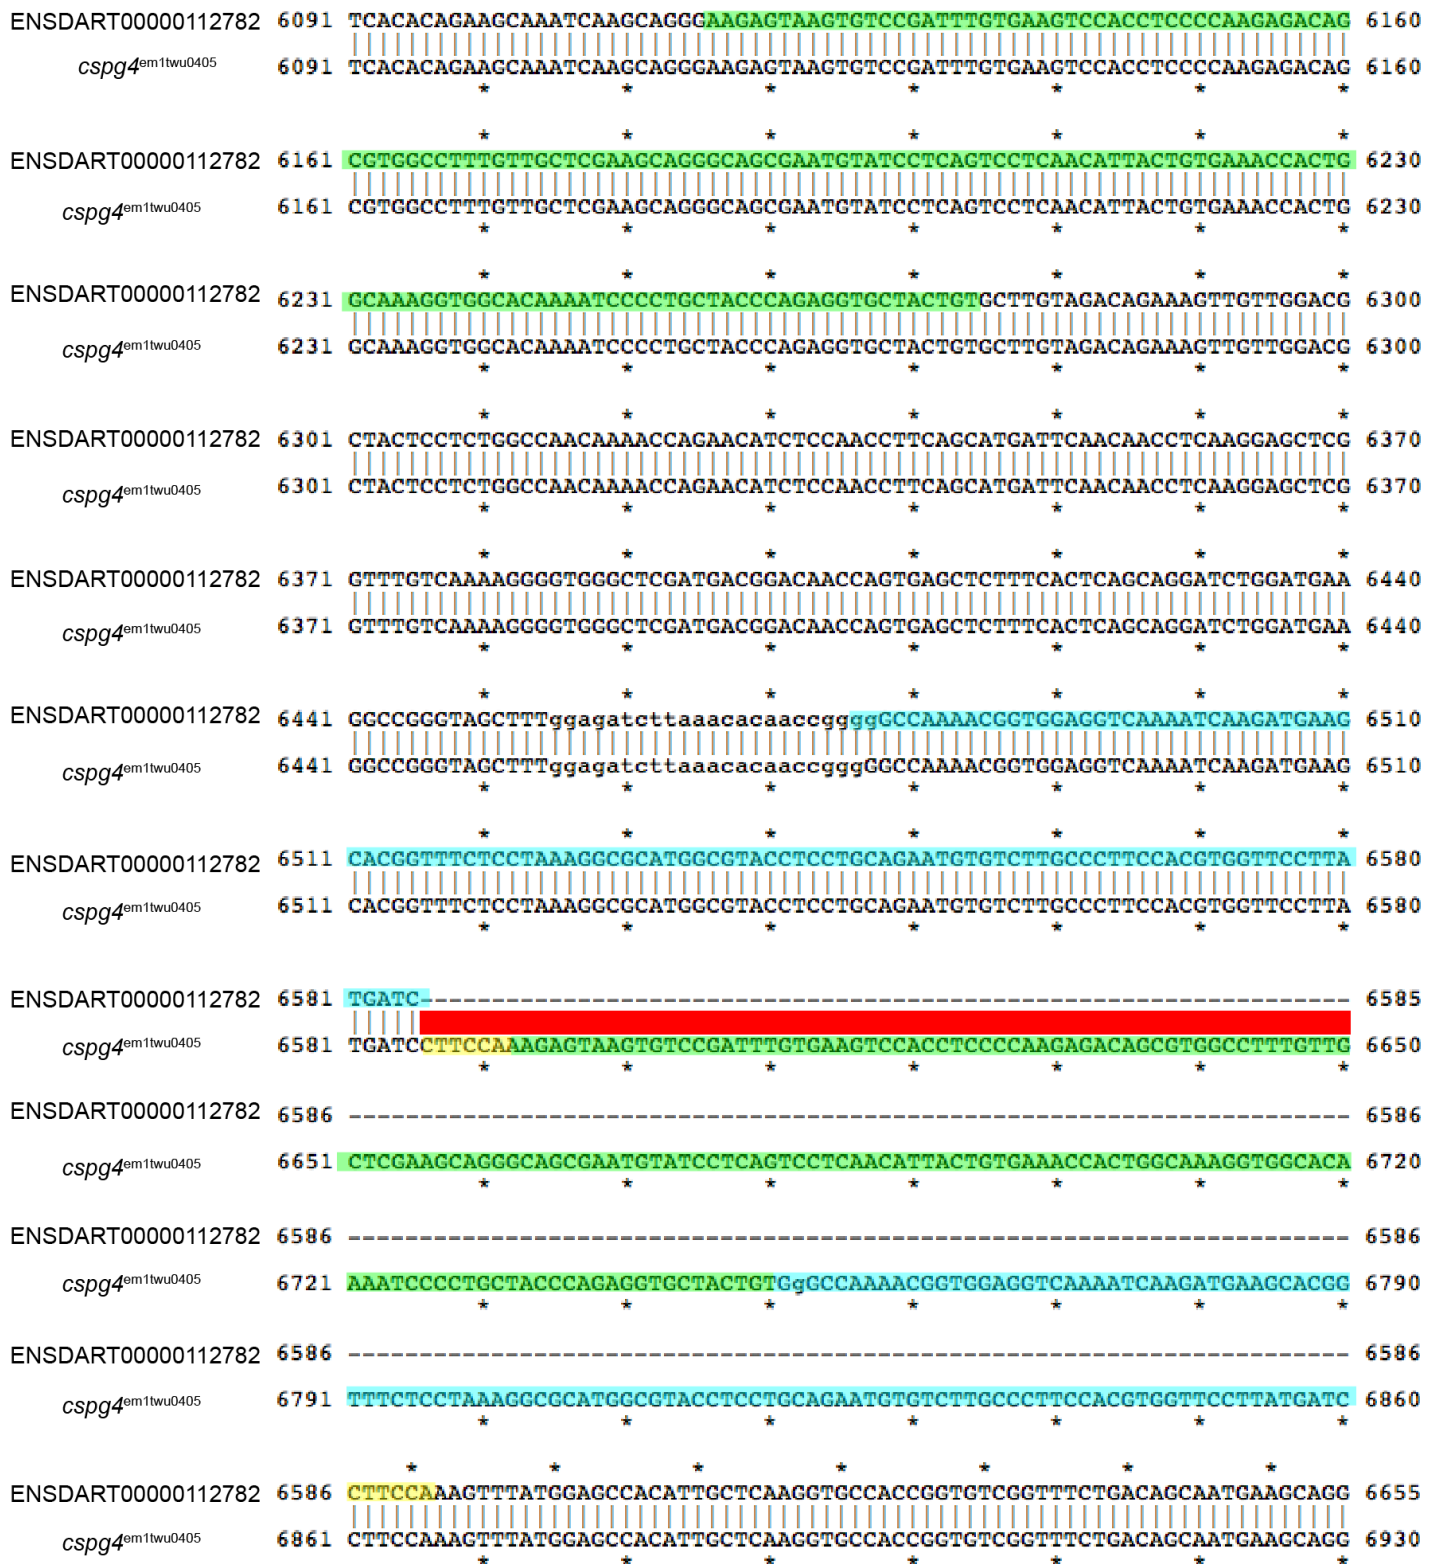 ENSDART00000112782 6091 TCACACAGAAGCAAATCAAGCAGGGAAGAGTAAGTGTCCGATTTGTGAAGTCCACCTCCCCAAGAGACAG 6160
||||||||||||||||||||||||||||||||||||||||||||||||||||||||||||||||||||||
cspg4em1twu0405 6091 TCACACAGAAGCAAATCAAGCAGGGAAGAGTAAGTGTCCGATTTGTGAAGTCCACCTCCCCAAGAGACAG 6160
* * * * * * *
* * * * * * *
ENSDART00000112782 6161 CGTGGCCTTTGTTGCTCGAAGCAGGGCAGCGAATGTATCCTCAGTCCTCAACATTACTGTGAAACCACTG 6230
||||||||||||||||||||||||||||||||||||||||||||||||||||||||||||||||||||||
cspg4em1twu0405 6161 CGTGGCCTTTGTTGCTCGAAGCAGGGCAGCGAATGTATCCTCAGTCCTCAACATTACTGTGAAACCACTG 6230
* * * * * * *
* * * * * * *
ENSDART00000112782 6231 GCAAAGGTGGCACAAAATCCCCTGCTACCCAGAGGTGCTACTGTGCTTGTAGACAGAAAGTTGTTGGACG 6300
||||||||||||||||||||||||||||||||||||||||||||||||||||||||||||||||||||||
cspg4em1twu0405 6231 GCAAAGGTGGCACAAAATCCCCTGCTACCCAGAGGTGCTACTGTGCTTGTAGACAGAAAGTTGTTGGACG 6300
* * * * * * *
* * * * * * *
ENSDART00000112782 6301 CTACTCCTCTGGCCAACAAAACCAGAACATCTCCAACCTTCAGCATGATTCAACAACCTCAAGGAGCTCG 6370
||||||||||||||||||||||||||||||||||||||||||||||||||||||||||||||||||||||
cspg4em1twu0405 6301 CTACTCCTCTGGCCAACAAAACCAGAACATCTCCAACCTTCAGCATGATTCAACAACCTCAAGGAGCTCG 6370
* * * * * * *
* * * * * * *
ENSDART00000112782 6371 GTTTGTCAAAAGGGGTGGGCTCGATGACGGACAACCAGTGAGCTCTTTCACTCAGCAGGATCTGGATGAA 6440
||||||||||||||||||||||||||||||||||||||||||||||||||||||||||||||||||||||
cspg4em1twu0405 6371 GTTTGTCAAAAGGGGTGGGCTCGATGACGGACAACCAGTGAGCTCTTTCACTCAGCAGGATCTGGATGAA 6440
* * * * * * *
* * * * * * *
ENSDART00000112782 6441 GGCCGGGTAGCTTTggagatcttaaacacaaccggggGCCAAAACGGTGGAGGTCAAAATCAAGATGAAG 6510
||||||||||||||||||||||||||||||||||||||||||||||||||||||||||||||||||||||
cspg4em1twu0405 6441 GGCCGGGTAGCTTTggagatcttaaacacaaccgggGGCCAAAACGGTGGAGGTCAAAATCAAGATGAAG 6510
* * * * * * *
* * * * * * *
ENSDART00000112782 6511 CACGGTTTCTCCTAAAGGCGCATGGCGTACCTCCTGCAGAATGTGTCTTGCCCTTCCACGTGGTTCCTTA 6580
||||||||||||||||||||||||||||||||||||||||||||||||||||||||||||||||||||||
cspg4em1twu0405 6511 CACGGTTTCTCCTAAAGGCGCATGGCGTACCTCCTGCAGAATGTGTCTTGCCCTTCCACGTGGTTCCTTA 6580
* * * * * * *
ENSDART00000112782 6581 TGATC----------------------------------------------------------------- 6585
|||||
cspg4em1twu0405 6581 TGATCCTTCCAAAGAGTAAGTGTCCGATTTGTGAAGTCCACCTCCCCAAGAGACAGCGTGGCCTTTGTTG 6650
* * * * * * *
ENSDART00000112782 6586 ---------------------------------------------------------------------- 6586
cspg4em1twu0405 6651 CTCGAAGCAGGGCAGCGAATGTATCCTCAGTCCTCAACATTACTGTGAAACCACTGGCAAAGGTGGCACA 6720
* * * * * * *
ENSDART00000112782 6586 ---------------------------------------------------------------------- 6586
cspg4em1twu0405 6721 AAATCCCCTGCTACCCAGAGGTGCTACTGTGgGCCAAAACGGTGGAGGTCAAAATCAAGATGAAGCACGG 6790
* * * * * * *
ENSDART00000112782 6586 ---------------------------------------------------------------------- 6586
cspg4em1twu0405 6791 TTTCTCCTAAAGGCGCATGGCGTACCTCCTGCAGAATGTGTCTTGCCCTTCCACGTGGTTCCTTATGATC 6860
* * * * * * *
* * * * * * *
ENSDART00000112782 6586 CTTCCAAAGTTTATGGAGCCACATTGCTCAAGGTGCCACCGGTGTCGGTTTCTGACAGCAATGAAGCAGG 6655
||||||||||||||||||||||||||||||||||||||||||||||||||||||||||||||||||||||
cspg4em1twu0405 6861 CTTCCAAAGTTTATGGAGCCACATTGCTCAAGGTGCCACCGGTGTCGGTTTCTGACAGCAATGAAGCAGG 6930
* * * * * * *